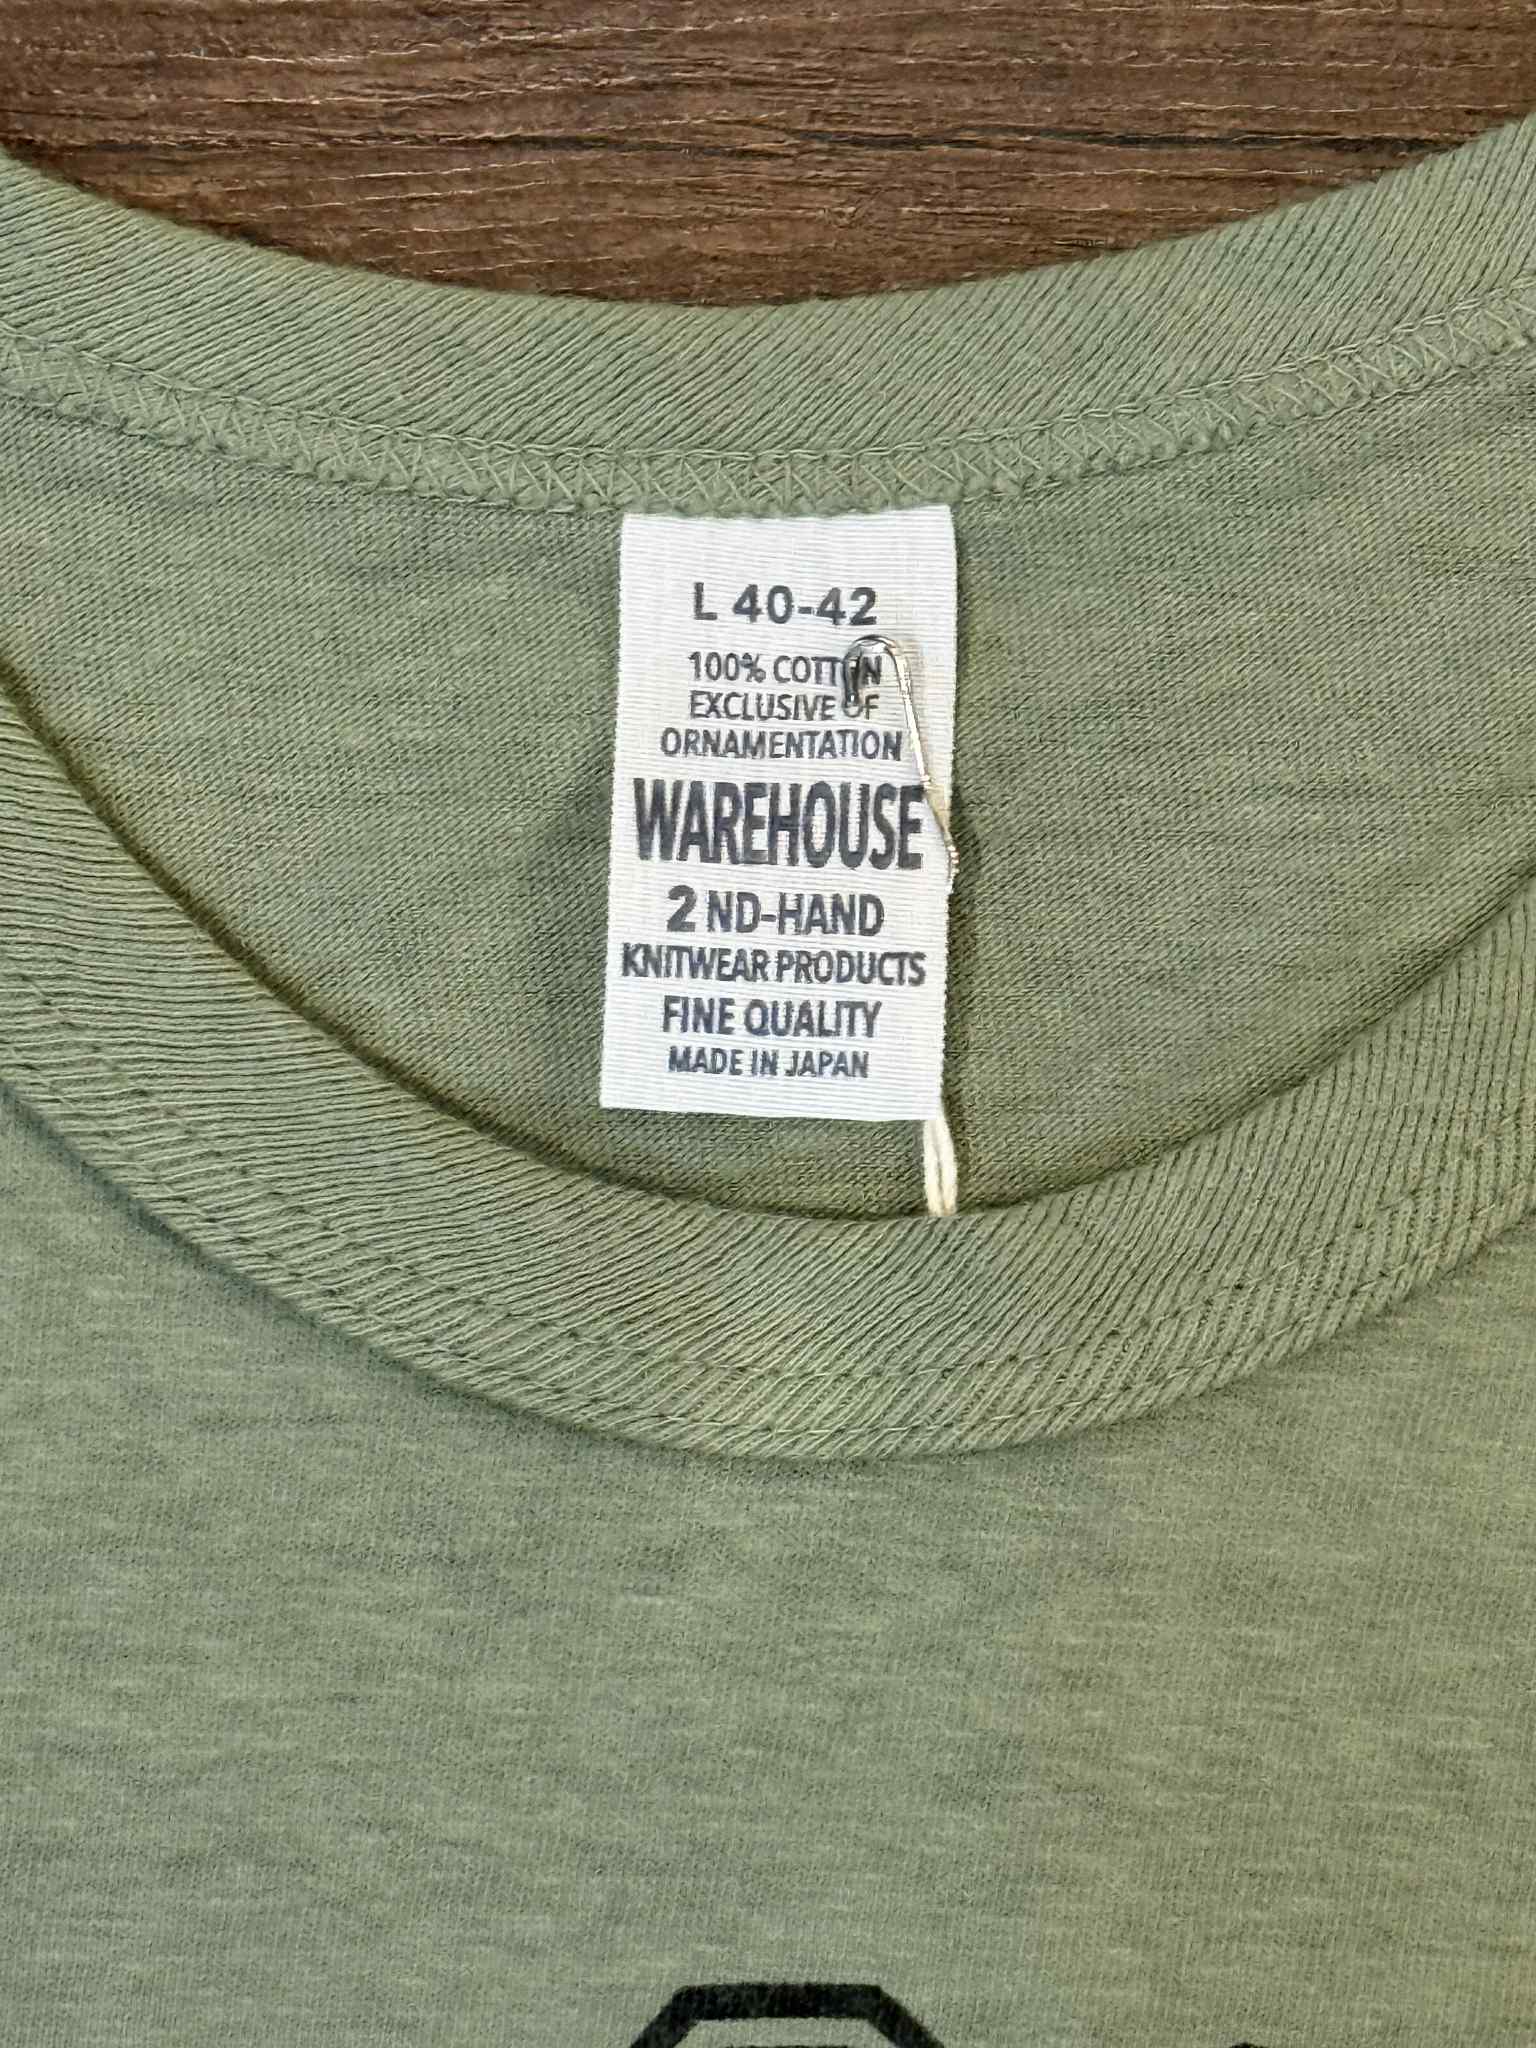 L 40-42
100% COTTON
EXCLUSIVE OF
ORNAMENTATION
WAREHOUSE
2 ND-HAND
KNITWEAR PRODUCTS
FINE QUALITY
MADE IN JAPAN